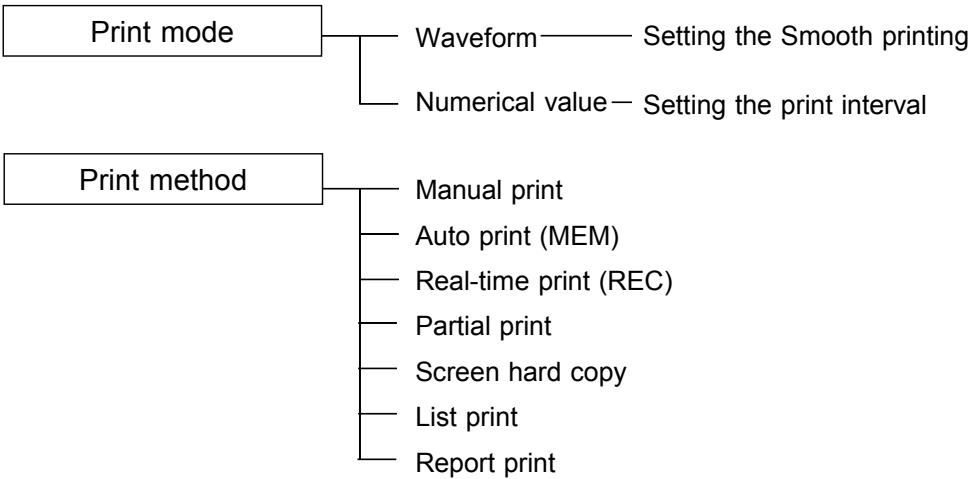 Print mode
Waveform Setting the Smooth printing
Numerical value Setting the print interval
Print method
Manual print
Auto print (MEM)
Real-time print (REC)
Partial print
Screen hard copy
List print
Report print